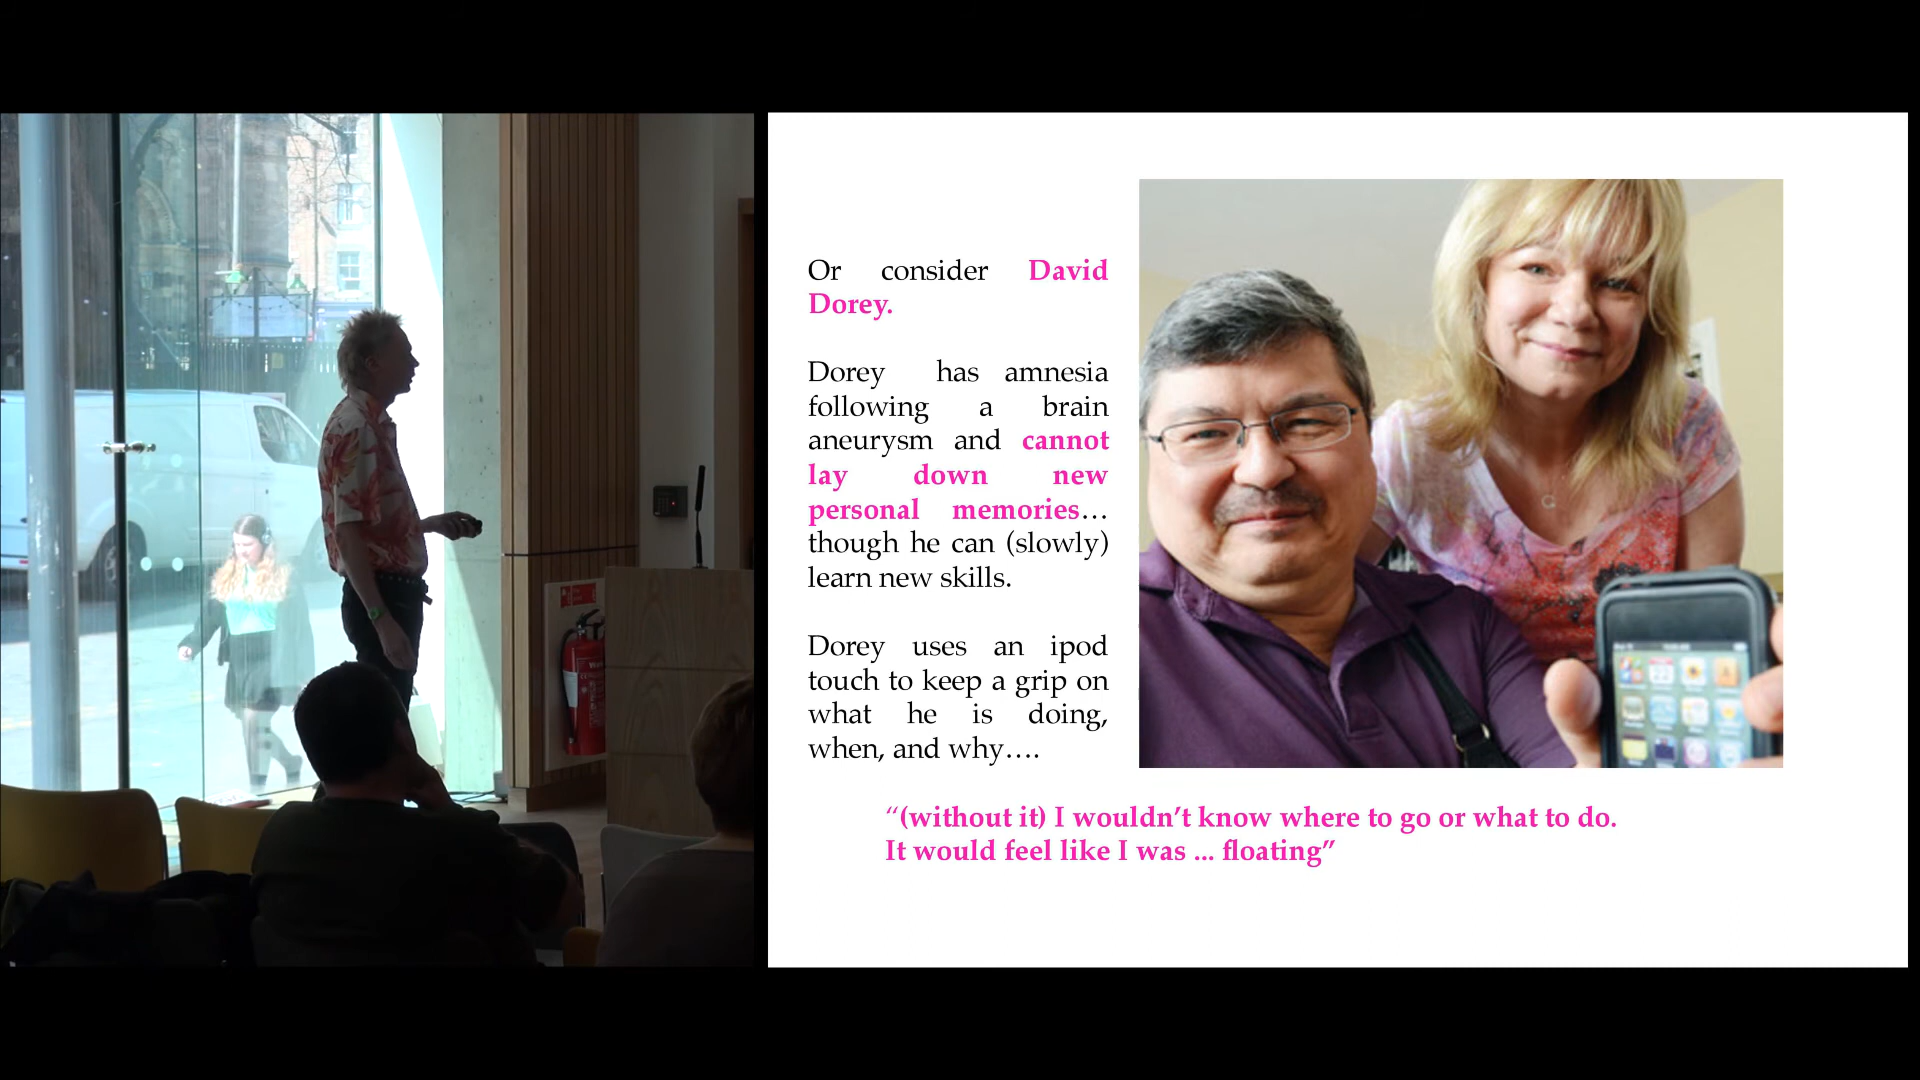 Or consider David
Dorey.
Dorey has amnesia
following a brain
aneurysm and cannot
lay down new
personal memories…
though he can (slowly)
learn new skills.
Dorey uses an ipod
touch to keep a grip on
what he is doing,
when, and why….
“(without it) I wouldn’t know where to go or what to do.
It would feel like I was ... floating”